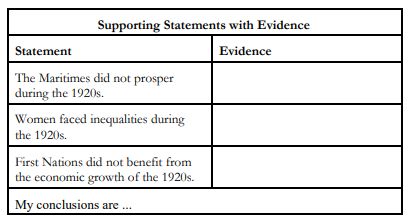 Supporting Statements with Evidence
Statement Evidence
The Maritimes did not prosper
during the 1920s.
Women faced inequalities during
the 1920s.
First Nations did not benefit from
the economic growth of the 1920s.
My conclusions are ...